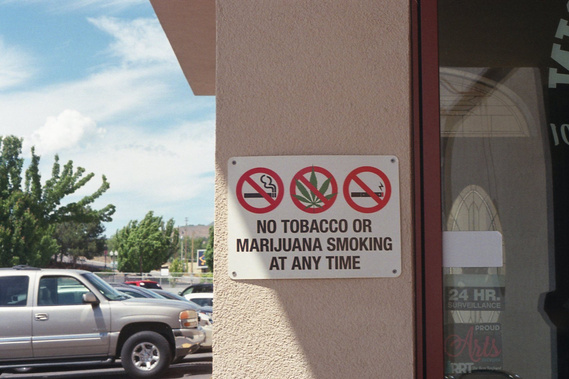 NO TOBACCO OR
MARIJUANA SMOKING
AT ANY TIME
24 HR.
SURVEILLANCE
PROUD
Arts